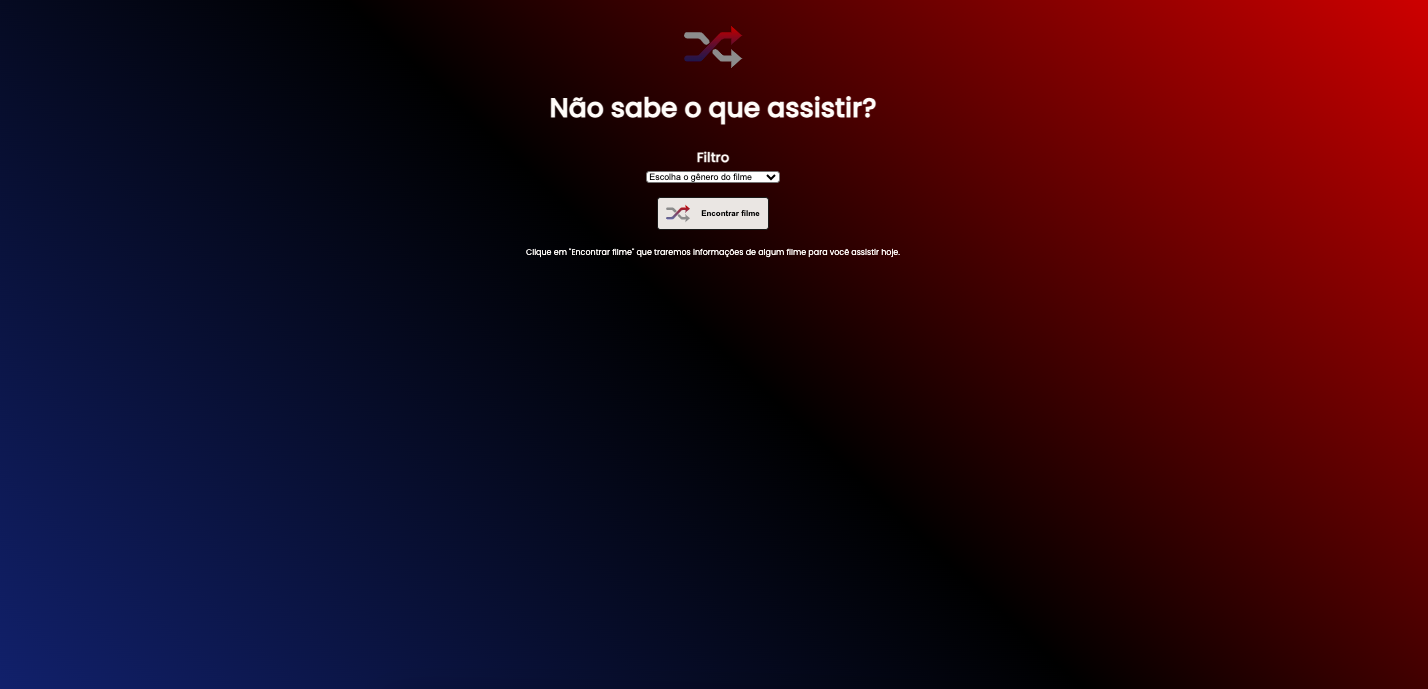 Não sabe o que assistir?
Filtro
Escolha o gênero do filme
Encontrar filme
Clique em "Encontrar filme" que traremos informações de algum filme para você assistir hoje.